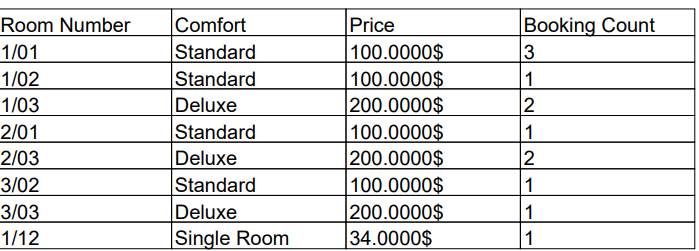 Room Number Comfort Price Booking Count
1/01 Standard 100.0000$ 3
1/02 Standard 100.0000$ 1
1/03 Deluxe 200.0000$ 2
2/01 Standard 100.0000$ 1
2/03 Deluxe 200.0000$ 2
3/02 Standard 100.0000$ 1
3/03 Deluxe 200.0000$ 1
1/12 Single Room 34.0000$ 1